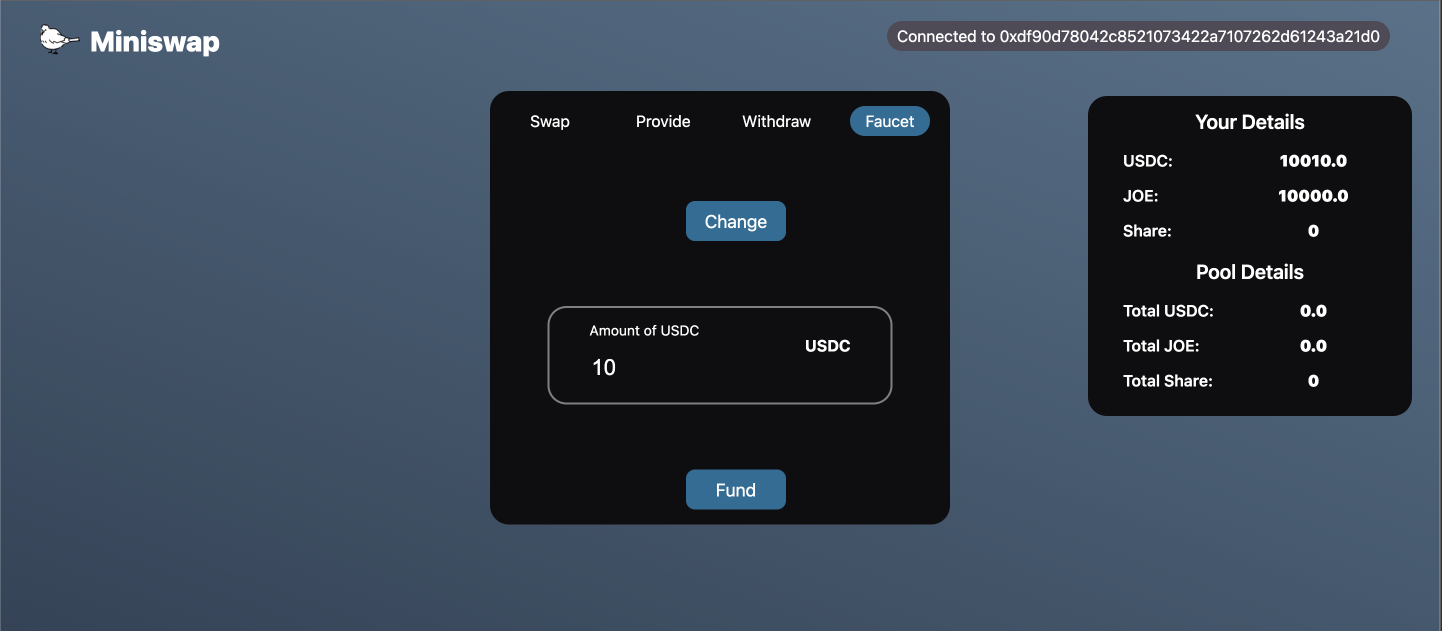 Miniswap
Connected to 0xdf90d78042c8521073422a7107262d61243a21d0
Swap Provide Withdraw Faucet
Change
Amount of USDC
10
USDC
Fund
Your Details
USDC: 10010.0
JOE: 10000.0
Share: 0
Pool Details
Total USDC: 0.0
Total JOE: 0.0
Total Share: 0